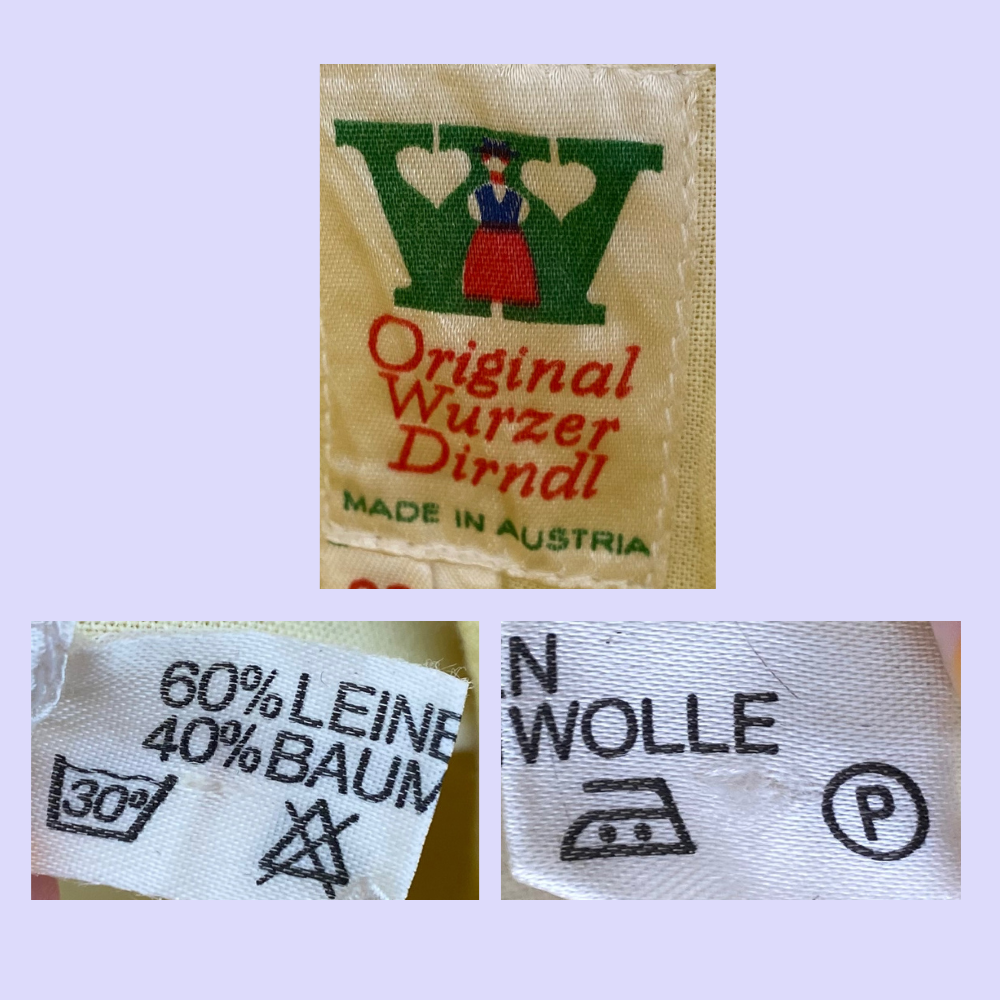 W
Original
Wurzer
Dirndl
MADE IN AUSTRIA
60% LEINE
40% BAUM
30°
N
WOLLE
P